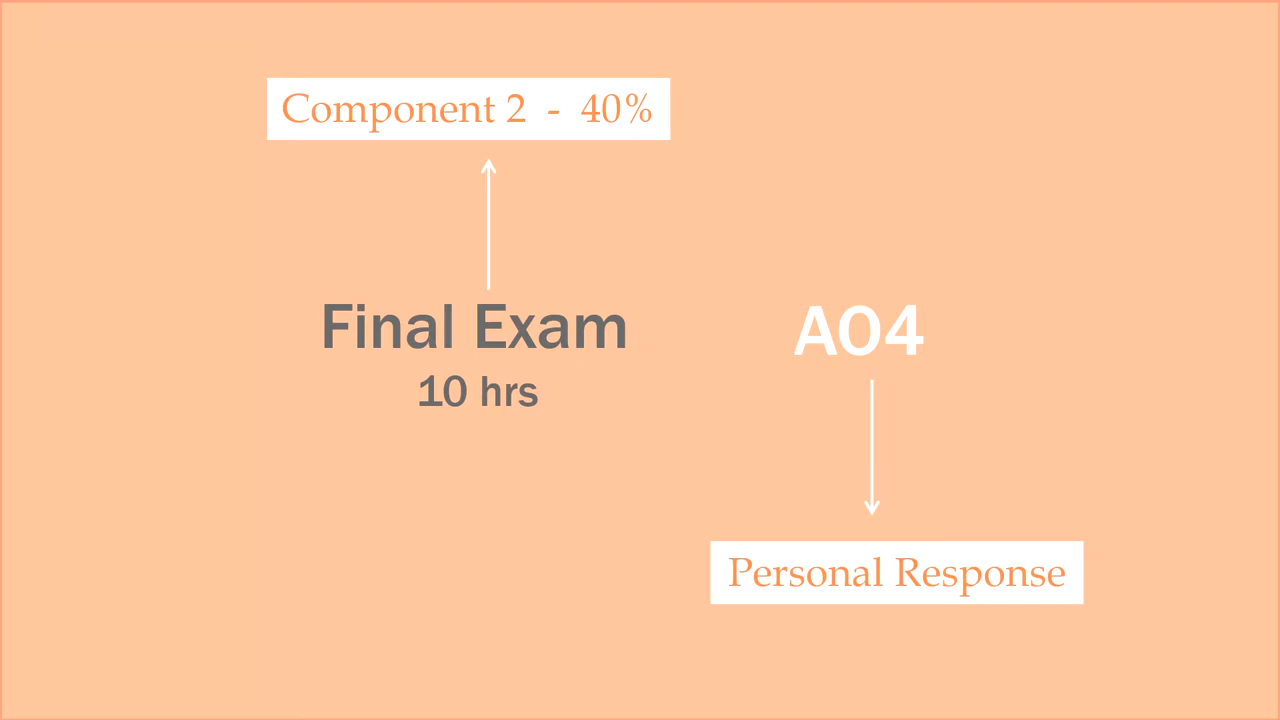 Component 2 - 40%
Final Exam
10 hrs
AO4
Personal Response